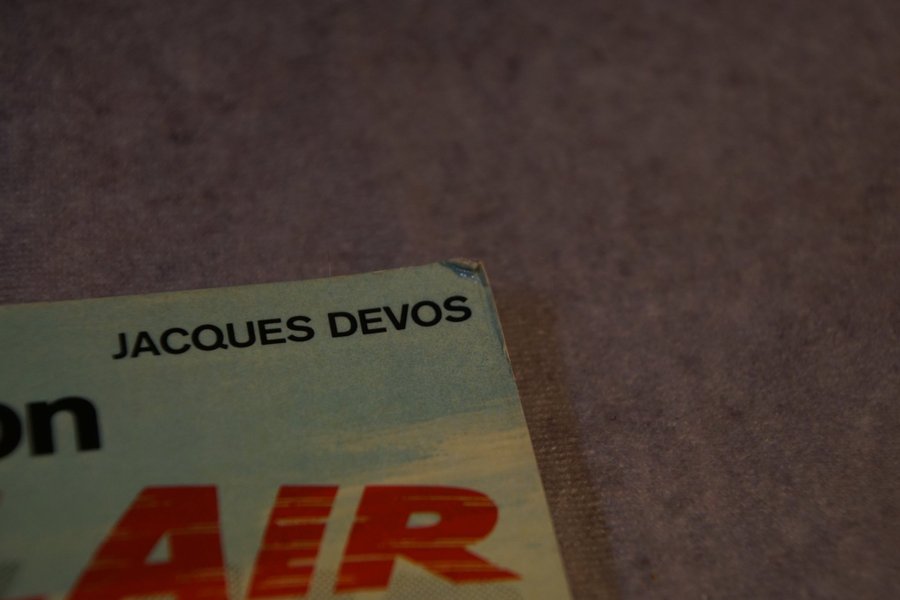 JACQUES DEVOS
on
AIR